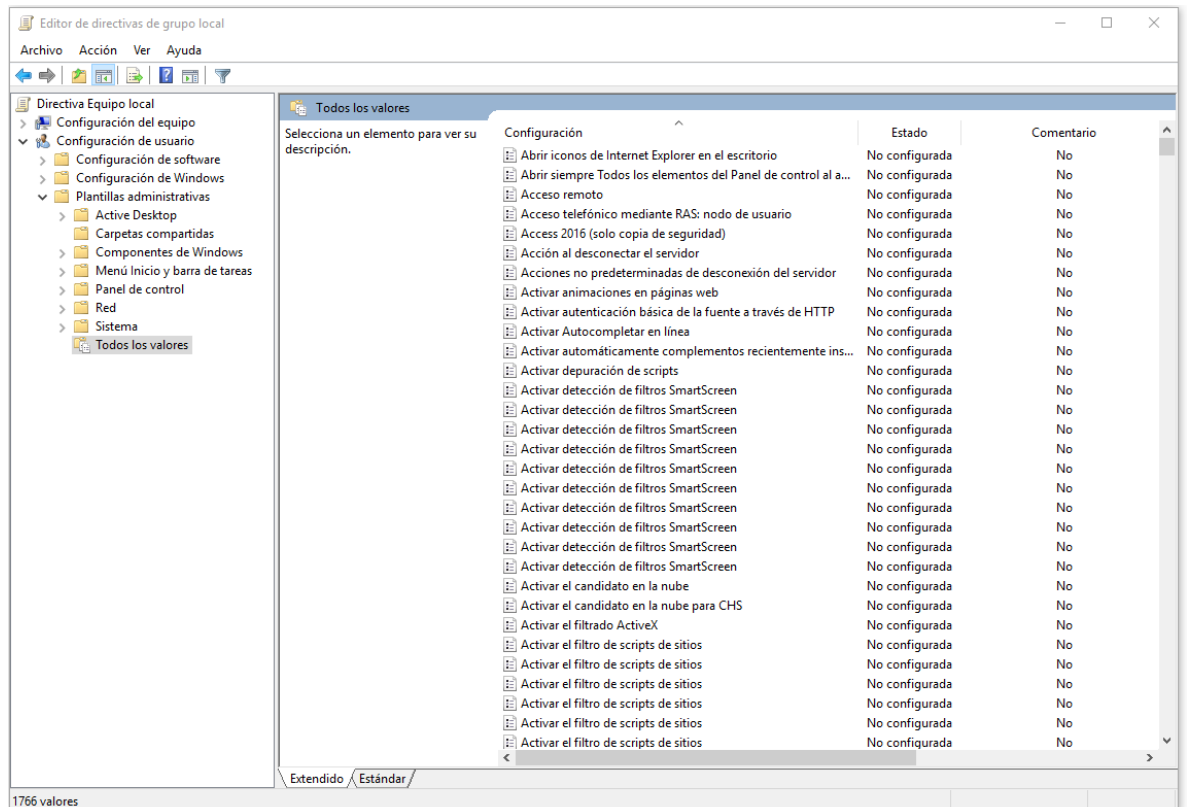 Editor de directivas de grupo local
Archivo Acción Ver Ayuda
Directiva Equipo local
Configuración del equipo
Configuración de usuario
Configuración de software
Configuración de Windows
Plantillas administrativas
Active Desktop
Carpetas compartidas
Componentes de Windows
Menú Inicio y barra de tareas
Panel de control
Red
Sistema
Todos los valores
Todos los valores
Selecciona un elemento para ver su
descripción.
Configuración Estado Comentario
Abrir iconos de Internet Explorer en el escritorio No configurada No
Abrir siempre Todos los elementos del Panel de control al a... No configurada No
Acceso remoto No configurada No
Acceso telefónico mediante RAS: nodo de usuario No configurada No
Access 2016 (solo copia de seguridad) No configurada No
Acción al desconectar el servidor No configurada No
Acciones no predeterminadas de desconexión del servidor No configurada No
Activar animaciones en páginas web No configurada No
Activar autenticación básica de la fuente a través de HTTP No configurada No
Activar Autocompletar en línea No configurada No
Activar automáticamente complementos recientemente ins... No configurada No
Activar depuración de scripts No configurada No
Activar detección de filtros SmartScreen No configurada No
Activar detección de filtros SmartScreen No configurada No
Activar detección de filtros SmartScreen No configurada No
Activar detección de filtros SmartScreen No configurada No
Activar detección de filtros SmartScreen No configurada No
Activar detección de filtros SmartScreen No configurada No
Activar detección de filtros SmartScreen No configurada No
Activar detección de filtros SmartScreen No configurada No
Activar detección de filtros SmartScreen No configurada No
Activar detección de filtros SmartScreen No configurada No
Activar el candidato en la nube No configurada No
Activar el candidato en la nube para CHS No configurada No
Activar el filtrado ActiveX No configurada No
Activar el filtro de scripts de sitios No configurada No
Activar el filtro de scripts de sitios No configurada No
Activar el filtro de scripts de sitios No configurada No
Activar el filtro de scripts de sitios No configurada No
Activar el filtro de scripts de sitios No configurada No
Activar el filtro de scripts de sitios No configurada No
Extendido Estándar
1766 valores